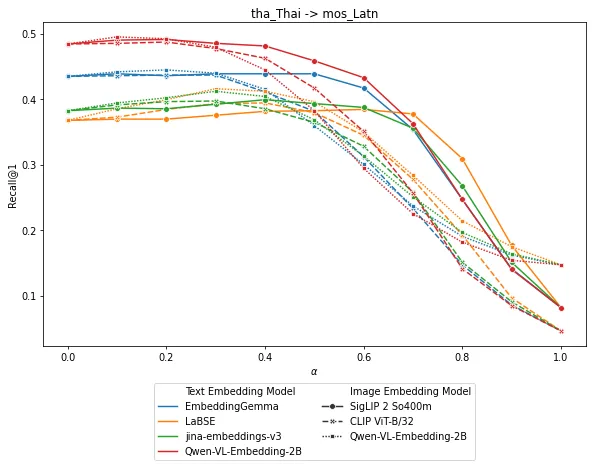 tha_Thai -> mos_Latn
Recall@1
0.5
0.4
0.3
0.2
0.1
0.0 0.2 0.4 0.6 0.8 1.0
α
Text Embedding Model Image Embedding Model
EmbeddingGemma SigLIP 2 So400m
LaBSE CLIP ViT-B/32
jina-embeddings-v3 Qwen-VL-Embedding-2B
Qwen-VL-Embedding-2B